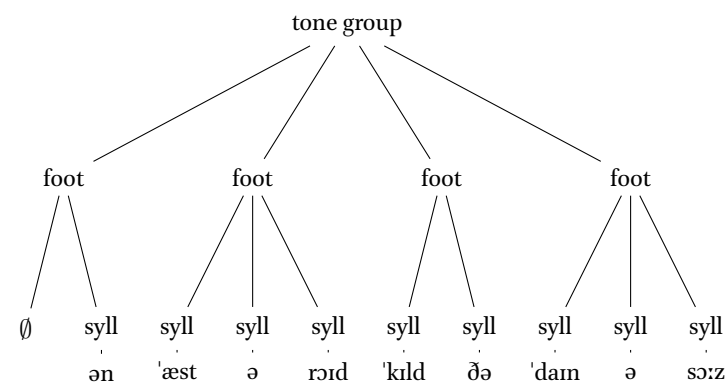 tone group
foot foot foot foot
∅ syll syll syll syll syll syll syll syll syll
ən ˈæst ə rɔɪd ˈkɪld ðə ˈdaɪn ə sɔːz